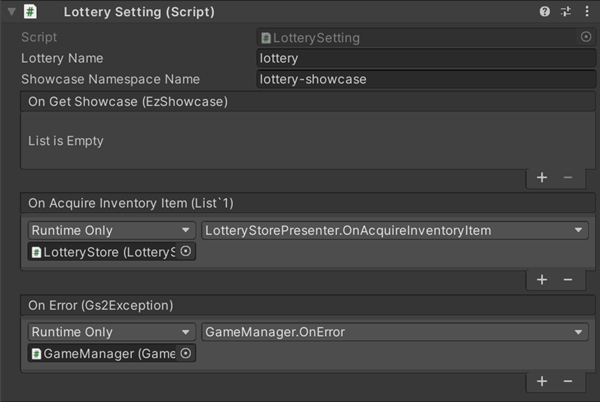 Lottery Setting (Script)
Script LotterySetting
Lottery Name lottery
Showcase Namespace Name lottery-showcase
On Get Showcase (EzShowcase)
List is Empty
+ −
On Acquire Inventory Item (List`1)
Runtime Only LotteryStorePresenter.OnAcquireInventoryItem
LotteryStore (LotteryS
+ −
On Error (Gs2Exception)
Runtime Only GameManager.OnError
GameManager (Game
+ −